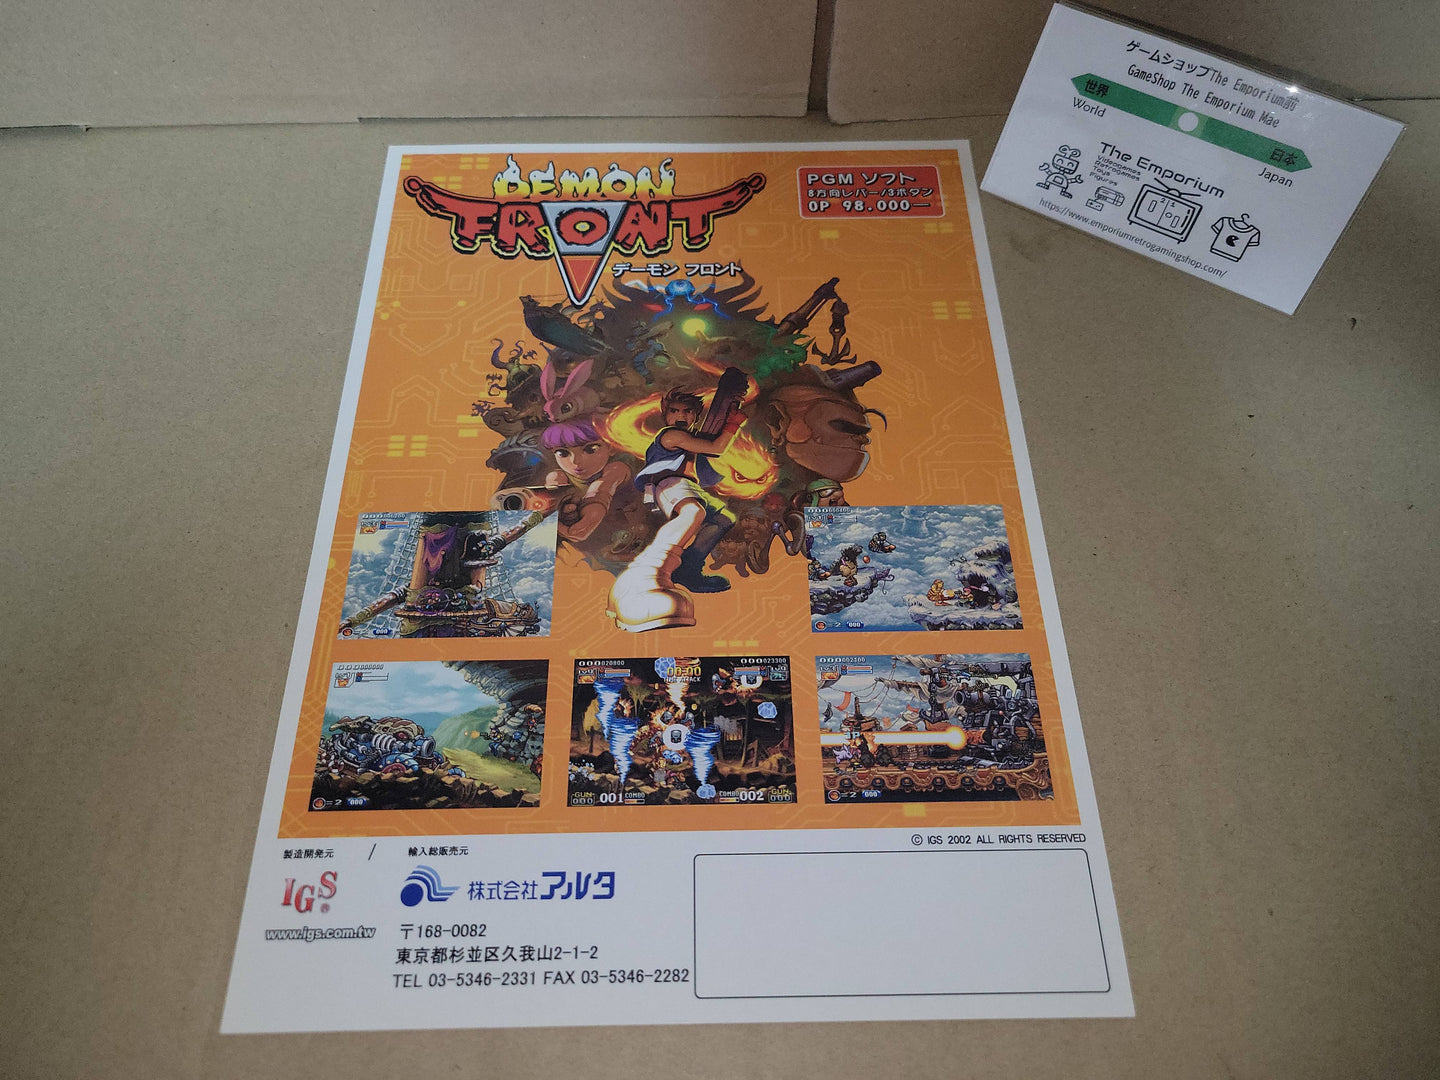 DEMON
FRONT
デーモン フロント
PGM ソフト
8方向レバー/3ボタン
OP 98.000—
ゲームショップThe Emporium前
GameShop The Emporium Mae
世界
World
日本
Japan
The Emporium
Videogames
Retrogames
Toys
Figures
https://www.emporiumretrogamingshop.com/
© IGS 2002 ALL RIGHTS RESERVED
製造開発元 / 輸入総販売元
IGS®
株式会社アルタ
www.igs.com.tw
〒168-0082
東京都杉並区久我山2-1-2
TEL 03-5346-2331 FAX 03-5346-2282